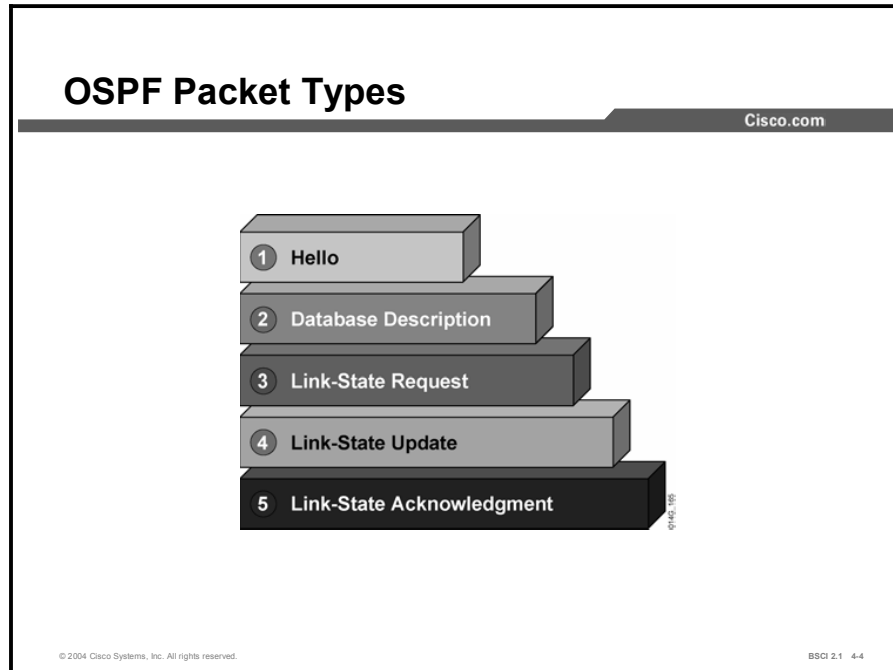 OSPF Packet Types
Cisco.com
1 Hello
2 Database Description
3 Link-State Request
4 Link-State Update
5 Link-State Acknowledgment
© 2004 Cisco Systems, Inc. All rights reserved.
BSCI 2.1 4-4